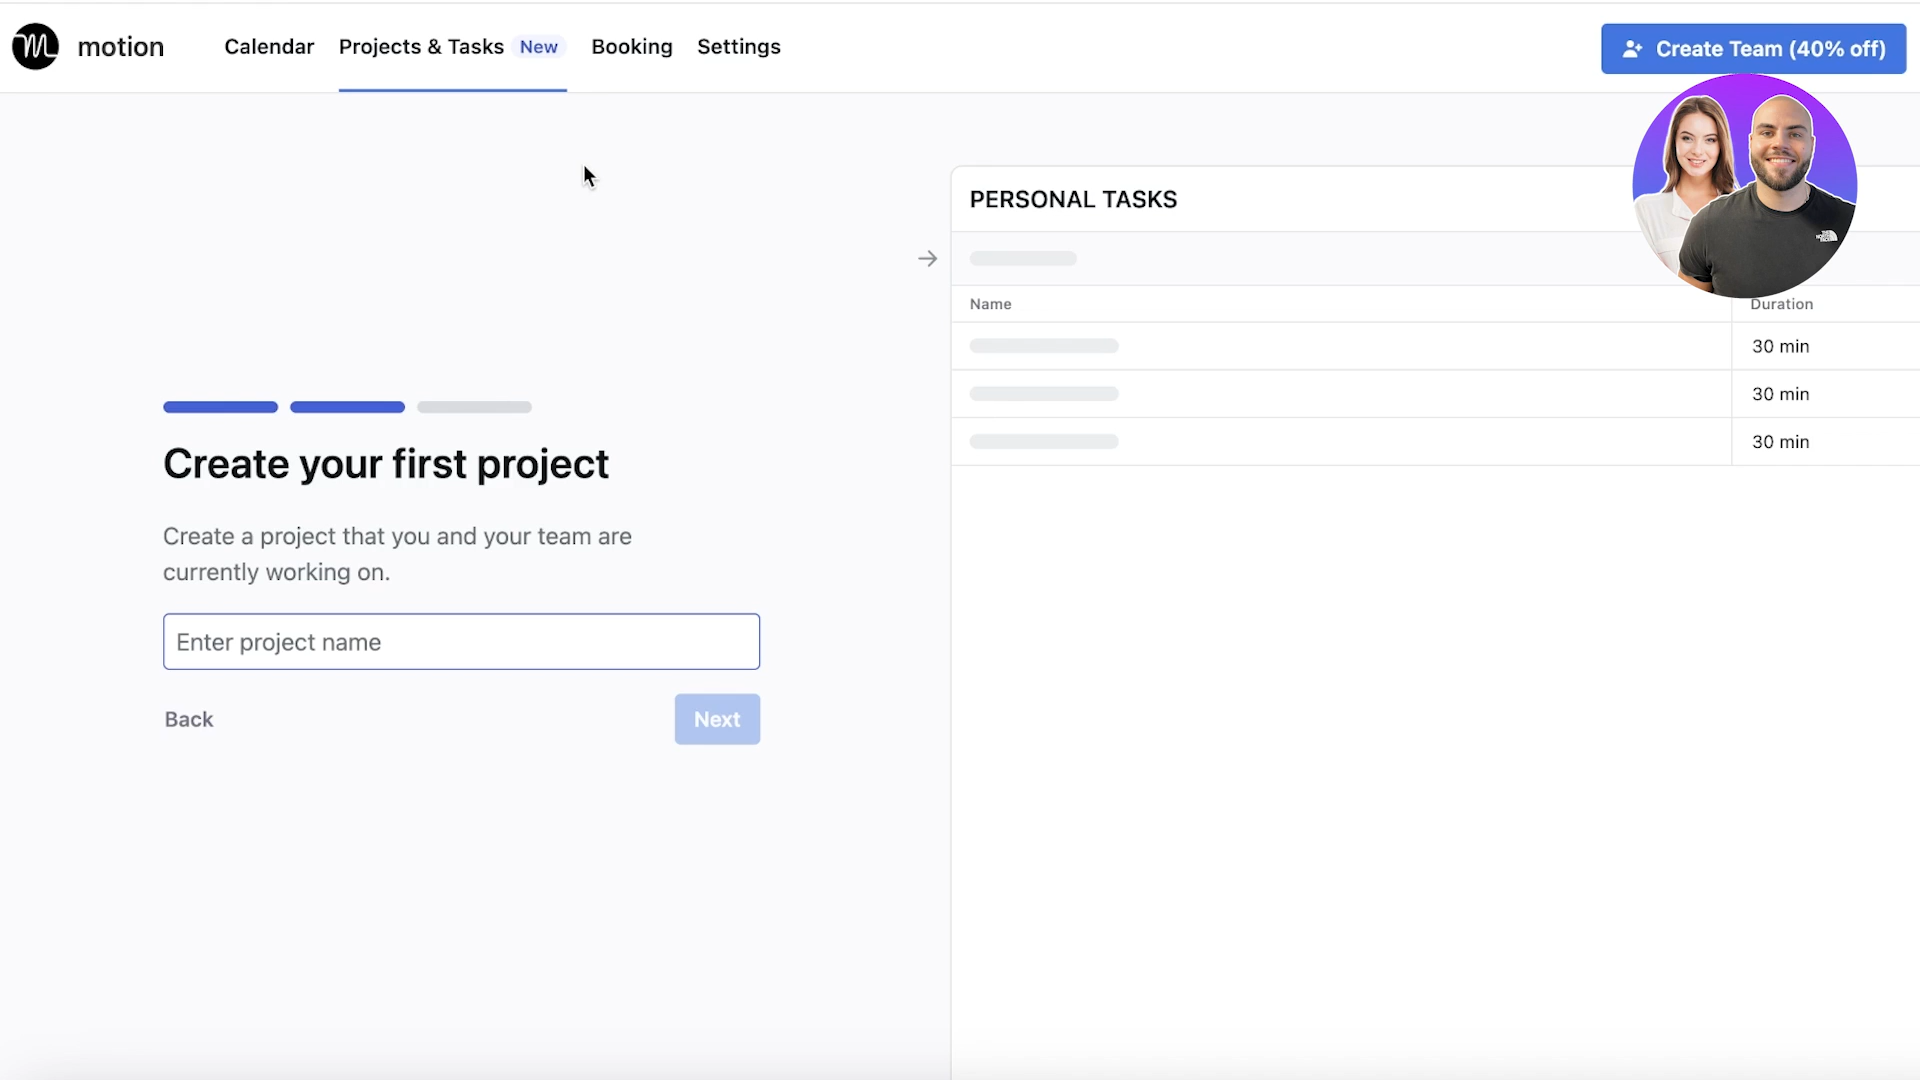 motion
Calendar
Projects & Tasks New
Booking
Settings
Create Team (40% off)
Create your first project
Create a project that you and your team are
currently working on.
Enter project name
Back
Next
PERSONAL TASKS
Name
Duration
30 min
30 min
30 min